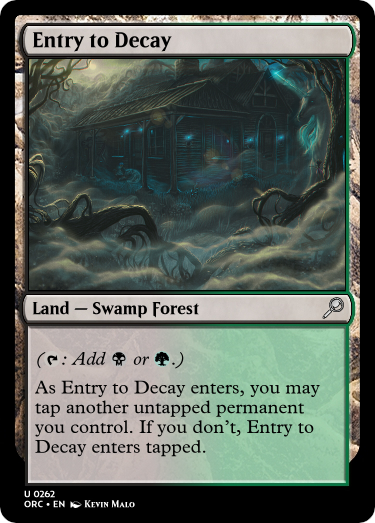 Entry to Decay
Land — Swamp Forest
(: Add or .)
As Entry to Decay enters, you may
tap another untapped permanent
you control. If you don't, Entry to
Decay enters tapped.
U 0262
ORC • EN Kevin Malo